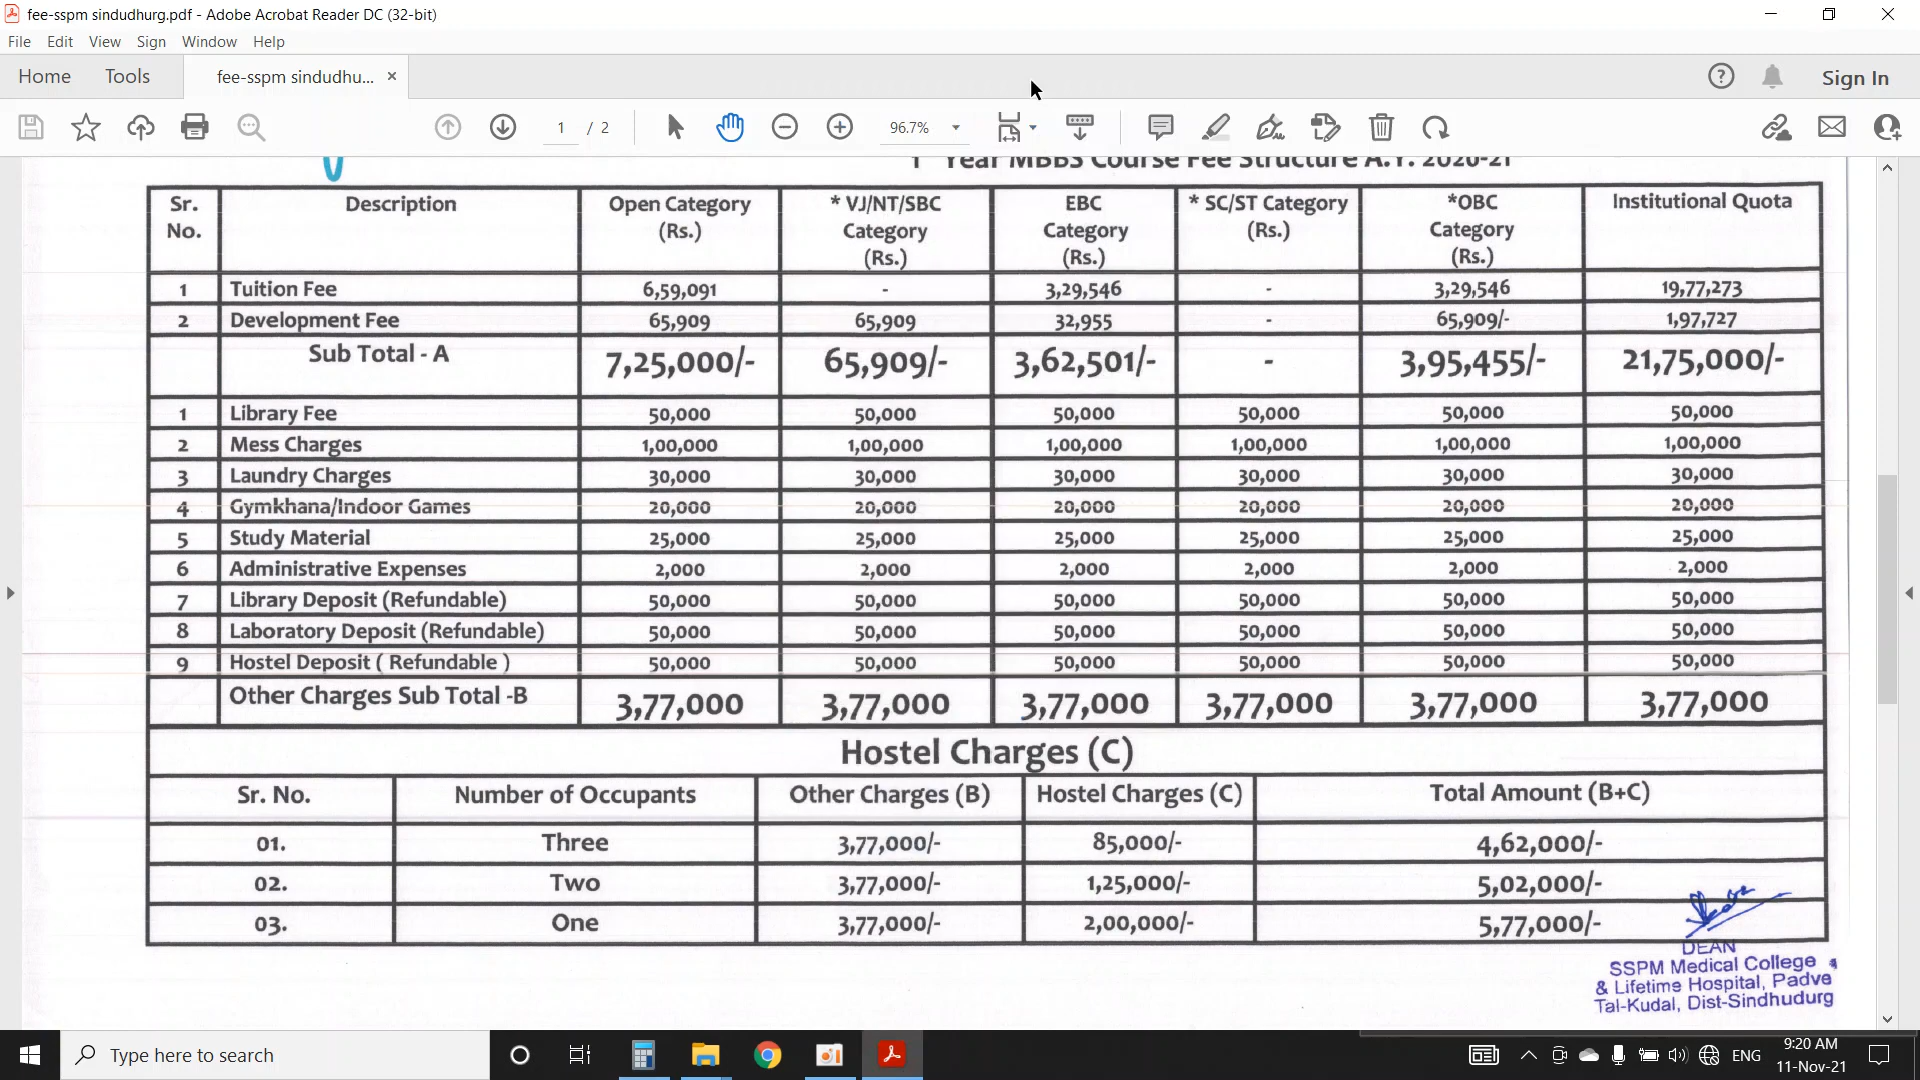 fee-sspm sindudhurg.pdf - Adobe Acrobat Reader DC (32-bit)
File Edit View Sign Window Help
Home Tools fee-sspm sindudhu... × Sign In
1 / 2 96.7%
1 Year MBBS Course Fee Structure A.Y. 2020-21
Sr. No. Description Open Category (Rs.) * VJ/NT/SBC Category (Rs.) EBC Category (Rs.) * SC/ST Category (Rs.) *OBC Category (Rs.) Institutional Quota
1 Tuition Fee 6,59,091 - 3,29,546 - 3,29,546 19,77,273
2 Development Fee 65,909 65,909 32,955 - 65,909/- 1,97,727
Sub Total - A 7,25,000/- 65,909/- 3,62,501/- - 3,95,455/- 21,75,000/-
1 Library Fee 50,000 50,000 50,000 50,000 50,000 50,000
2 Mess Charges 1,00,000 1,00,000 1,00,000 1,00,000 1,00,000 1,00,000
3 Laundry Charges 30,000 30,000 30,000 30,000 30,000 30,000
4 Gymkhana/Indoor Games 20,000 20,000 20,000 20,000 20,000 20,000
5 Study Material 25,000 25,000 25,000 25,000 25,000 25,000
6 Administrative Expenses 2,000 2,000 2,000 2,000 2,000 2,000
7 Library Deposit (Refundable) 50,000 50,000 50,000 50,000 50,000 50,000
8 Laboratory Deposit (Refundable) 50,000 50,000 50,000 50,000 50,000 50,000
9 Hostel Deposit ( Refundable ) 50,000 50,000 50,000 50,000 50,000 50,000
Other Charges Sub Total -B 3,77,000 3,77,000 3,77,000 3,77,000 3,77,000 3,77,000
Hostel Charges (C)
Sr. No. Number of Occupants Other Charges (B) Hostel Charges (C) Total Amount (B+C)
01. Three 3,77,000/- 85,000/- 4,62,000/-
02. Two 3,77,000/- 1,25,000/- 5,02,000/-
03. One 3,77,000/- 2,00,000/- 5,77,000/-
DEAN
SSPM Medical College
& Lifetime Hospital, Padve
Tal-Kudal, Dist-Sindhudurg
Type here to search ENG 9:20 AM
11-Nov-21